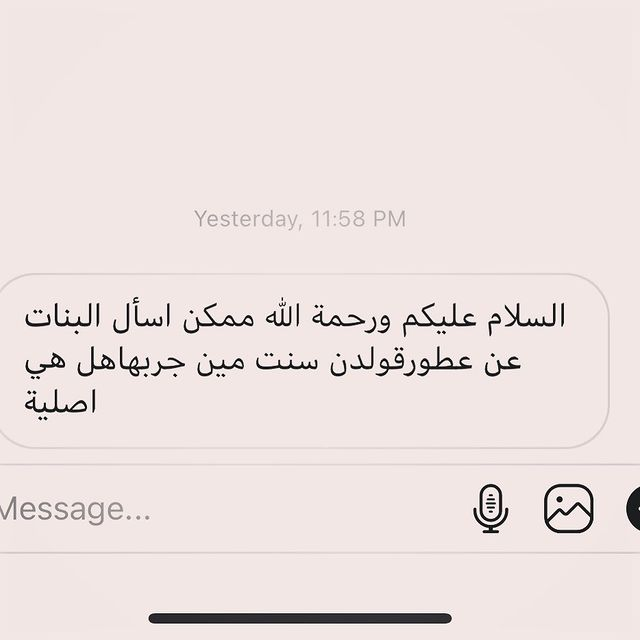 Yesterday, 11:58 PM
السلام عليكم ورحمة الله ممكن اسأل البنات
عن عطورقولدن سنت مين جربهاهل هي
اصلية
Message...